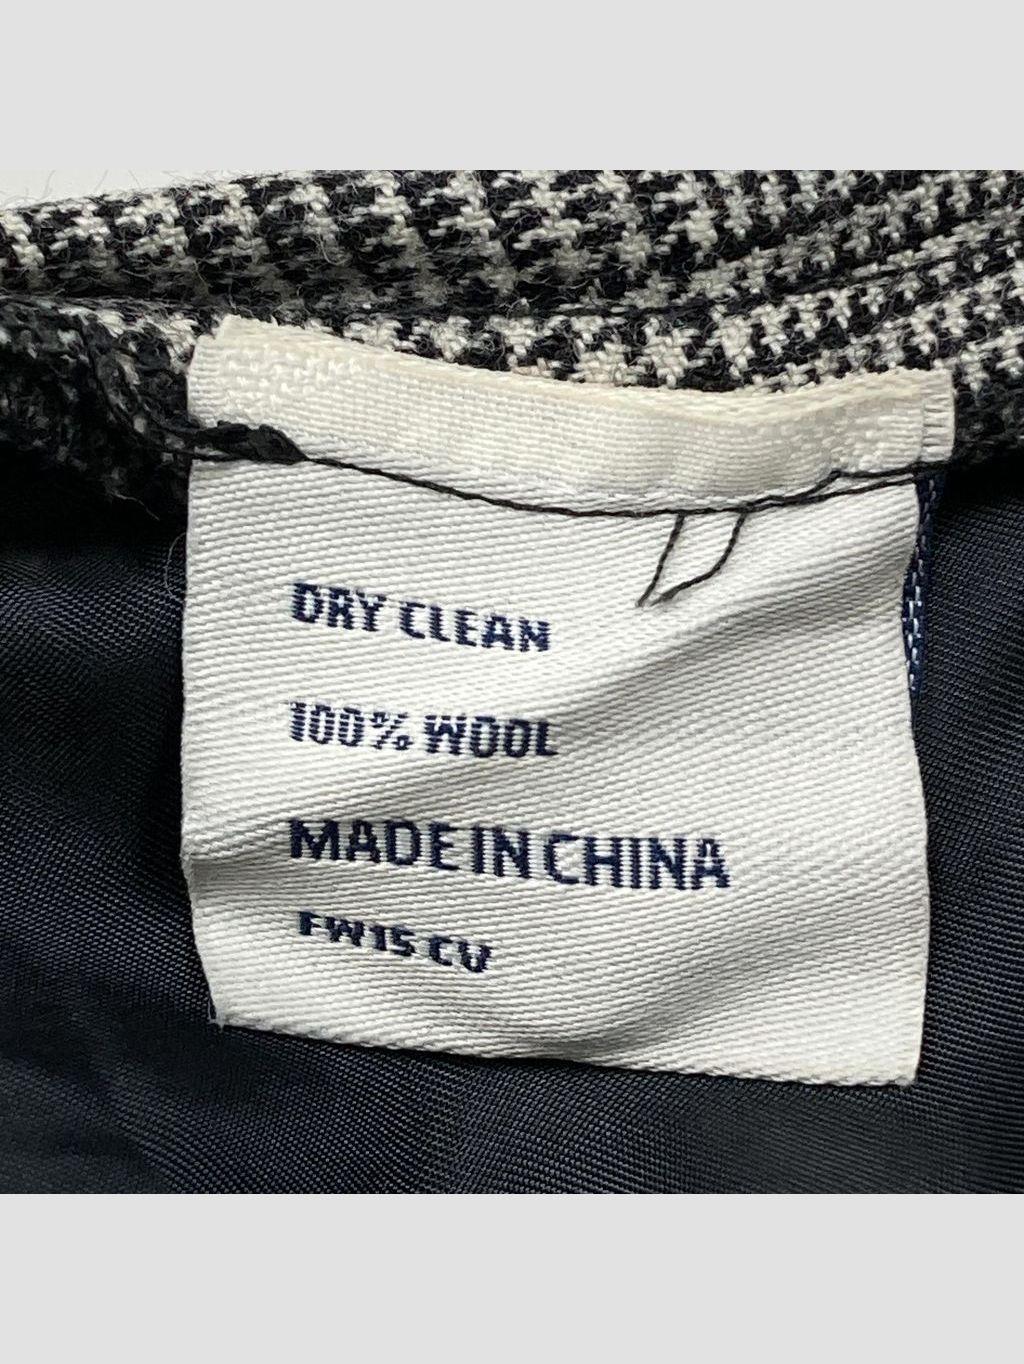 DRY CLEAN
100% WOOL
MADE IN CHINA
FW15 CV